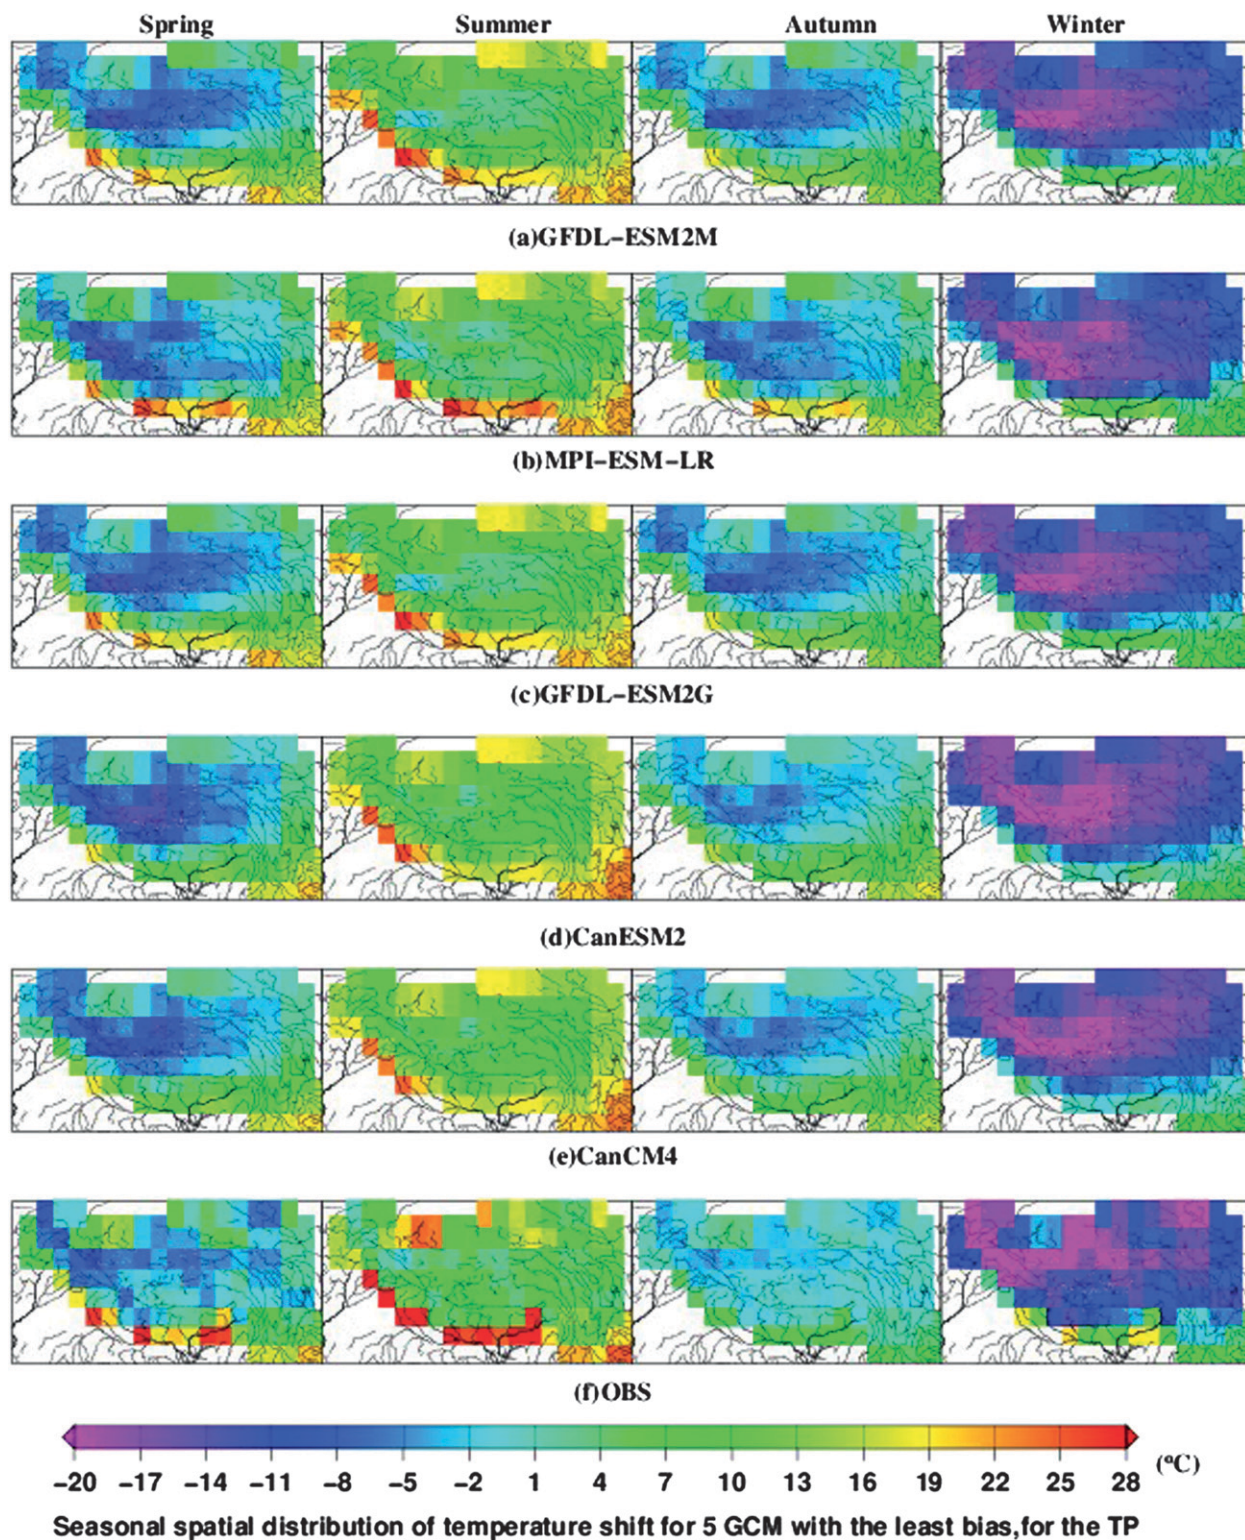 Spring Summer Autumn Winter
(a)GFDL-ESM2M
(b)MPI-ESM-LR
(c)GFDL-ESM2G
(d)CanESM2
(e)CanCM4
(f)OBS
-20 -17 -14 -11 -8 -5 -2 1 4 7 10 13 16 19 22 25 28 (°C)
Seasonal spatial distribution of temperature shift for 5 GCM with the least bias,for the TP